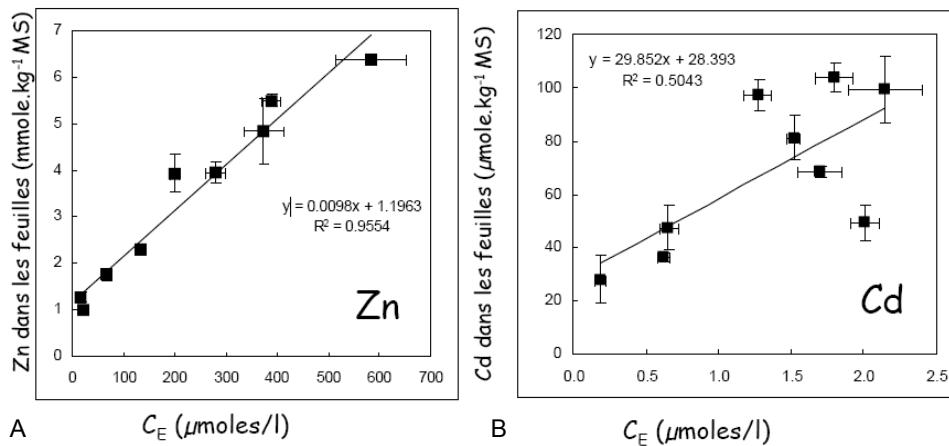 A
Zn dans les feuilles (mmole.kg⁻¹ MS)
7
6
5
4
3
2
1
0
y = 0.0098x + 1.1963
R² = 0.9554
Zn
0 100 200 300 400 500 600 700
C_E (μmoles/l)
B
Cd dans les feuilles (μmole.kg⁻¹ MS)
120
100
80
60
40
20
0
y = 29.852x + 28.393
R² = 0.5043
Cd
0.0 0.5 1.0 1.5 2.0 2.5
C_E (μmoles/l)